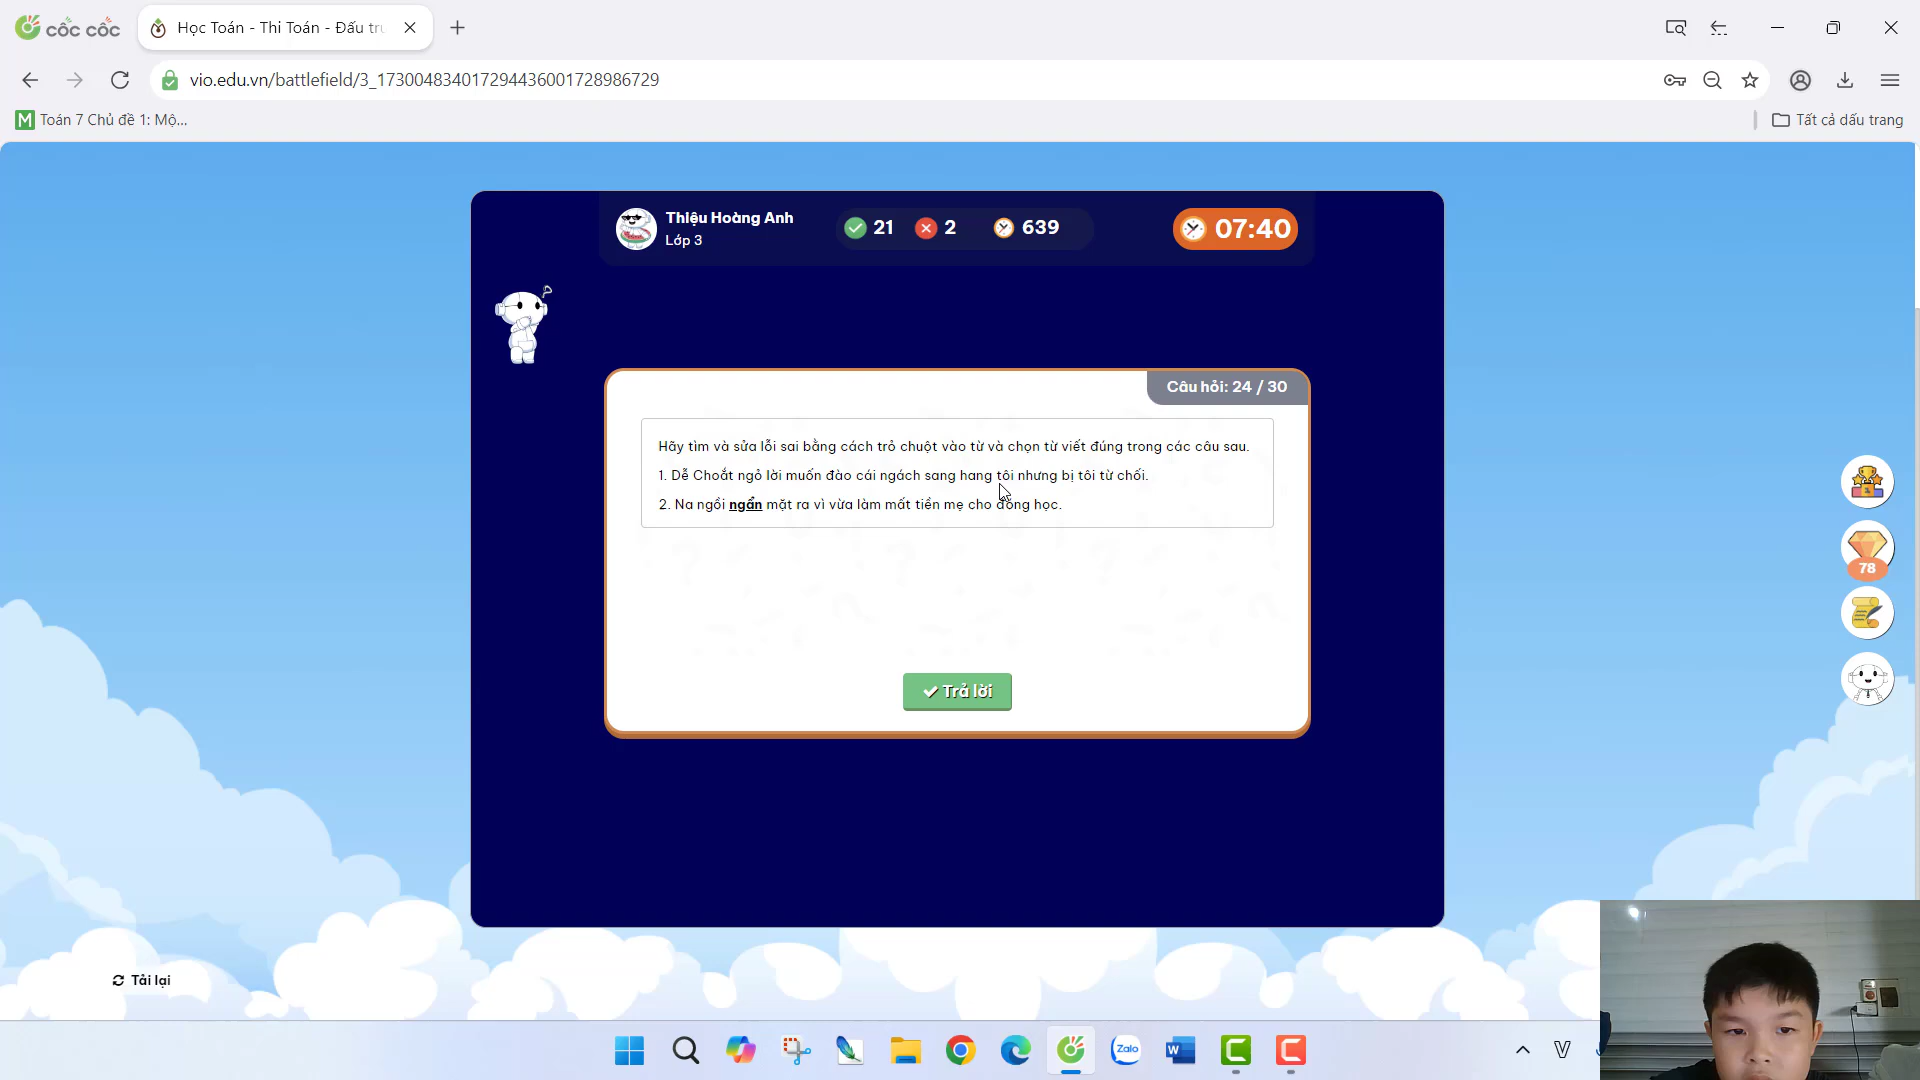 cốc cốc
Học Toán - Thi Toán - Đấu trư
vio.edu.vn/battlefield/3_173004834017294436001728986729
Toán 7 Chủ đề 1: Mộ...
Tất cả dấu trang
Thiệu Hoàng Anh
Lớp 3
21
2
639
07:40
Câu hỏi: 24 / 30
Hãy tìm và sửa lỗi sai bằng cách trỏ chuột vào từ và chọn từ viết đúng trong các câu sau.
1. Dế Choắt ngỏ lời muốn đào cái ngách sang hang tôi nhưng bị tôi từ chối.
2. Na ngồi ngẩn mặt ra vì vừa làm mất tiền mẹ cho đóng học.
Trả lời
78
Tải lại
Zalo